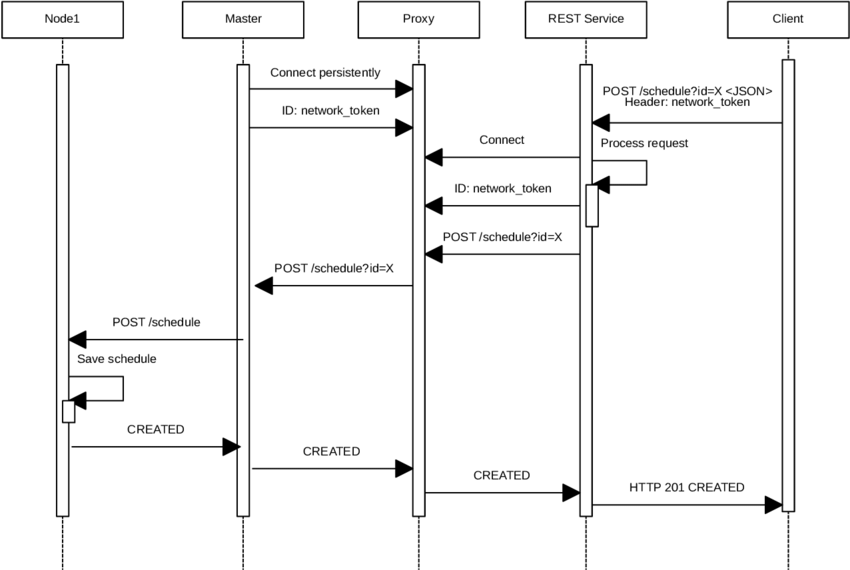 Node1
Master
Proxy
REST Service
Client
Connect persistently
POST /schedule?id=X <JSON>
Header: network_token
ID: network_token
Connect
Process request
ID: network_token
POST /schedule?id=X
POST /schedule?id=X
POST /schedule
Save schedule
CREATED
CREATED
CREATED
HTTP 201 CREATED